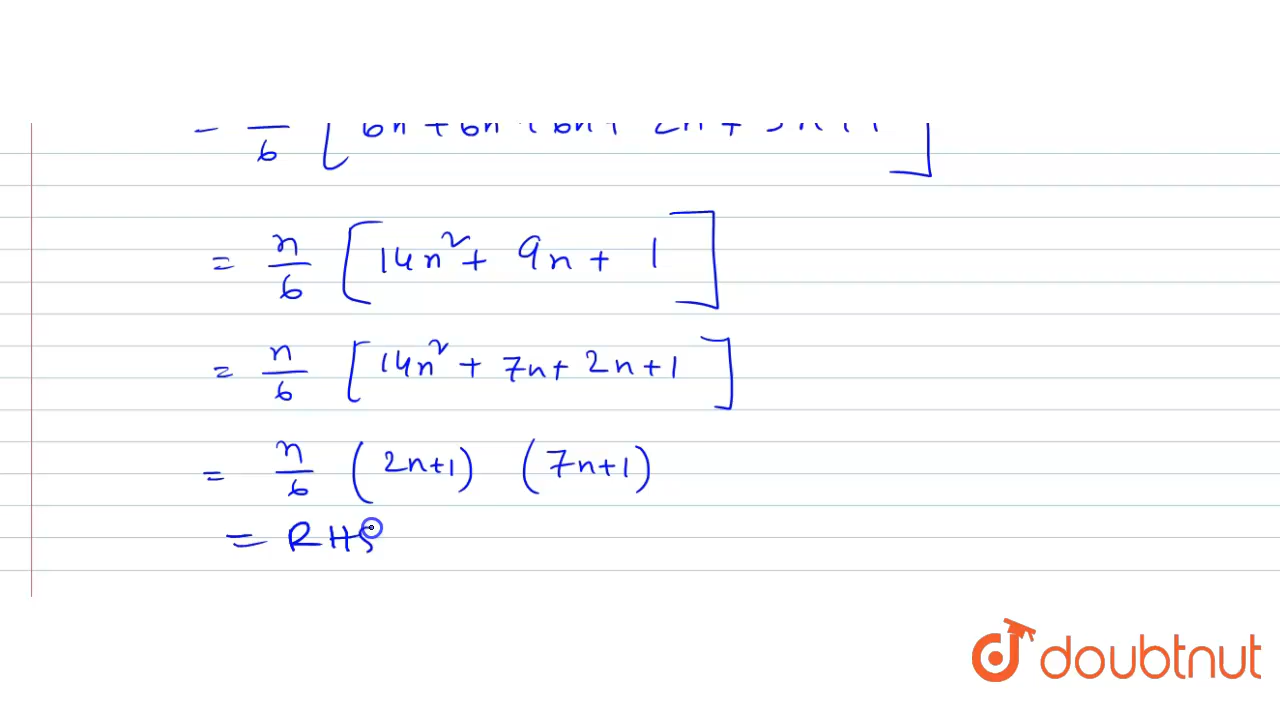 = n/6 [ 14n² + 9n + 1 ]
= n/6 [ 14n² + 7n + 2n + 1 ]
= n/6 (2n+1) (7n+1)
= RHS
doubtnut